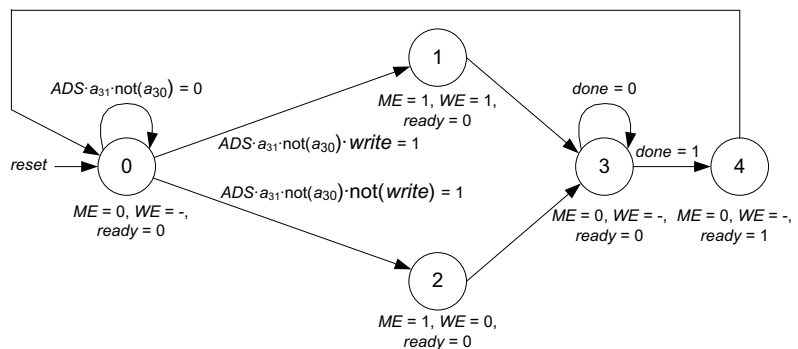 1
ADS·a31·not(a30) = 0
ME = 1, WE = 1,
ready = 0
done = 0
ADS·a31·not(a30)·write = 1
done = 1
reset
0
3
4
ADS·a31·not(a30)·not(write) = 1
ME = 0, WE = -,
ready = 0
ME = 0, WE = -,
ready = 0
ME = 0, WE = -,
ready = 1
2
ME = 1, WE = 0,
ready = 0